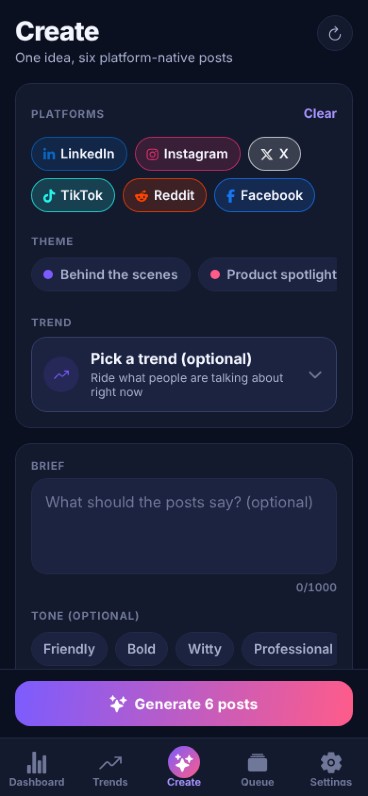 Create
One idea, six platform-native posts
PLATFORMS
Clear
LinkedIn
Instagram
X
TikTok
Reddit
Facebook
THEME
Behind the scenes
Product spotlight
TREND
Pick a trend (optional)
Ride what people are talking about
right now
BRIEF
What should the posts say? (optional)
0/1000
TONE (OPTIONAL)
Friendly
Bold
Witty
Professional
Generate 6 posts
Dashboard
Trends
Create
Queue
Settings